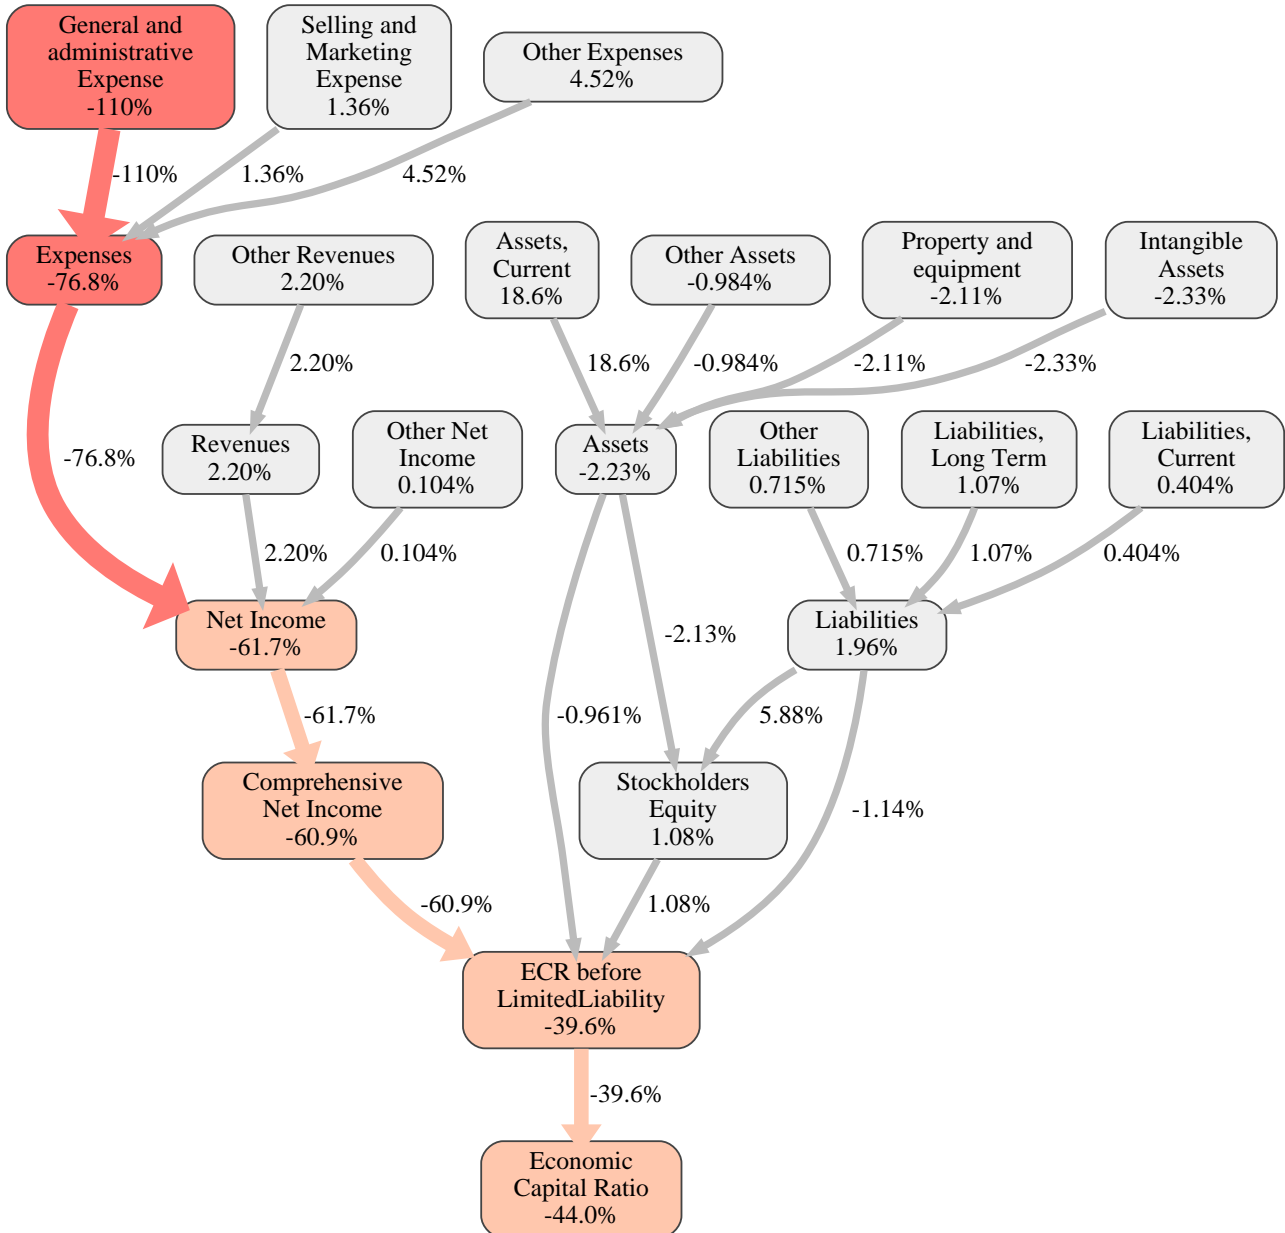 General and
administrative
Expense
-110%
Selling and
Marketing
Expense
1.36%
Other Expenses
4.52%
-110%
1.36%
4.52%
Expenses
-76.8%
Other Revenues
2.20%
Assets,
Current
18.6%
Other Assets
-0.984%
Property and
equipment
-2.11%
Intangible
Assets
-2.33%
2.20%
18.6%
-0.984%
-2.11%
-2.33%
-76.8%
Revenues
2.20%
Other Net
Income
0.104%
Assets
-2.23%
Other
Liabilities
0.715%
Liabilities,
Long Term
1.07%
Liabilities,
Current
0.404%
2.20%
0.104%
0.715%
1.07%
0.404%
Net Income
-61.7%
-2.13%
Liabilities
1.96%
-61.7%
-0.961%
5.88%
Comprehensive
Net Income
-60.9%
Stockholders
Equity
1.08%
-1.14%
-60.9%
1.08%
ECR before
LimitedLiability
-39.6%
-39.6%
Economic
Capital Ratio
-44.0%